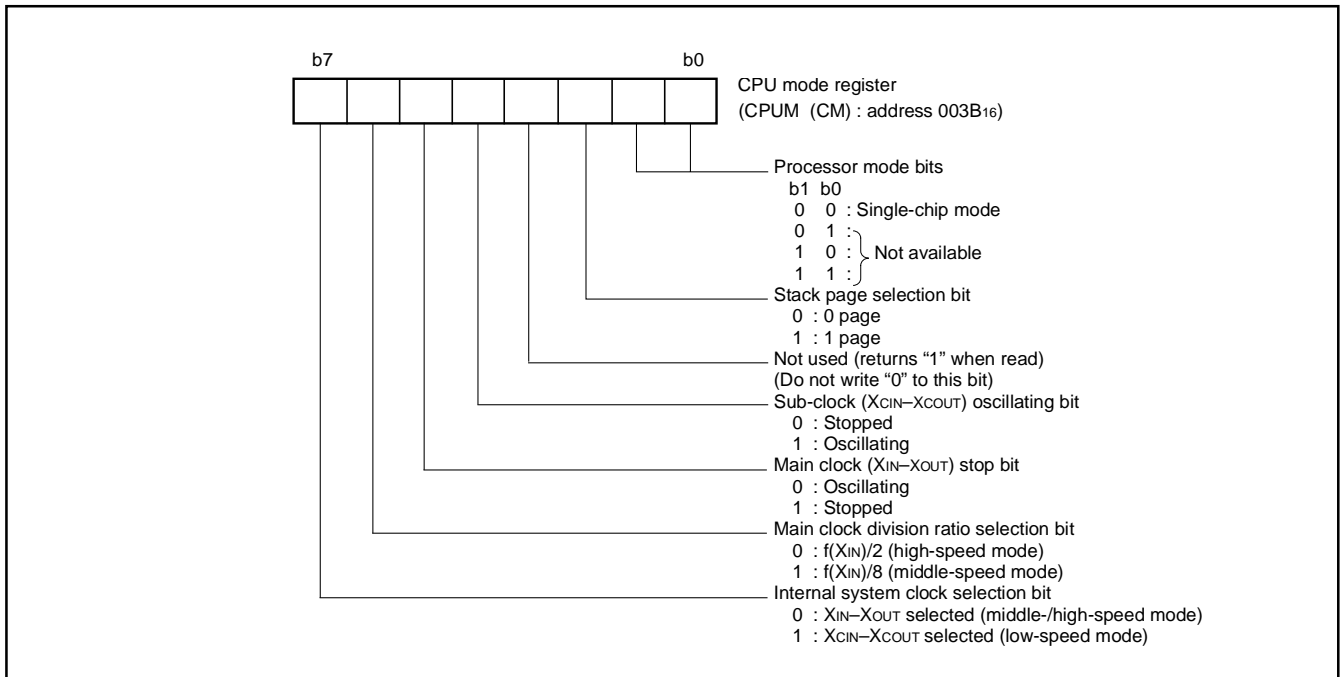 b7 b0
CPU mode register
(CPUM (CM) : address 003B16)
Processor mode bits
b1 b0
0 0 : Single-chip mode
0 1 :
1 0 : Not available
1 1 :
Stack page selection bit
0 : 0 page
1 : 1 page
Not used (returns “1” when read)
(Do not write “0” to this bit)
Sub-clock (XCIN–XCOUT) oscillating bit
0 : Stopped
1 : Oscillating
Main clock (XIN–XOUT) stop bit
0 : Oscillating
1 : Stopped
Main clock division ratio selection bit
0 : f(XIN)/2 (high-speed mode)
1 : f(XIN)/8 (middle-speed mode)
Internal system clock selection bit
0 : XIN–XOUT selected (middle-/high-speed mode)
1 : XCIN–XCOUT selected (low-speed mode)